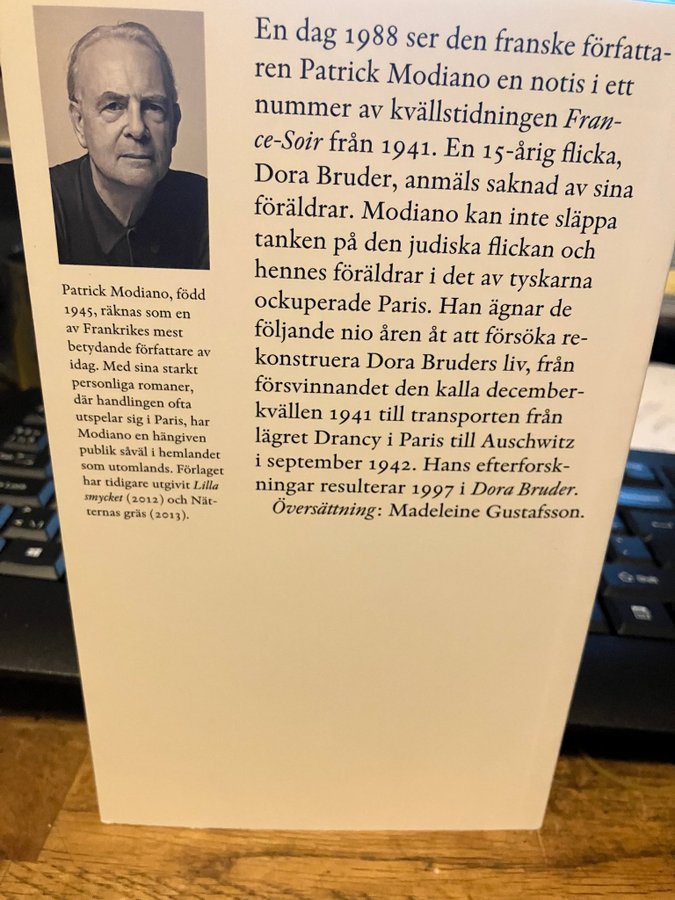 En dag 1988 ser den franske författa-
ren Patrick Modiano en notis i ett
nummer av kvällstidningen Fran-
ce-Soir från 1941. En 15-årig flicka,
Dora Bruder, anmäls saknad av sina
föräldrar. Modiano kan inte släppa
tanken på den judiska flickan och
hennes föräldrar i det av tyskarna
ockuperade Paris. Han ägnar de
följande nio åren åt att försöka re-
konstruera Dora Bruders liv, från
försvinnandet den kalla december-
kvällen 1941 till transporten från
lägret Drancy i Paris till Auschwitz
i september 1942. Hans efterforsk-
ningar resulterar 1997 i Dora Bruder.
Översättning: Madeleine Gustafsson.
Patrick Modiano, född
1945, räknas som en
av Frankrikes mest
betydande författare av
idag. Med sina starkt
personliga romaner,
där handlingen ofta
utspelar sig i Paris, har
Modiano en hängiven
publik såväl i hemlandet
som utomlands. Förlaget
har tidigare utgivit Lilla
smycket (2012) och Nät-
ternas gräs (2013).